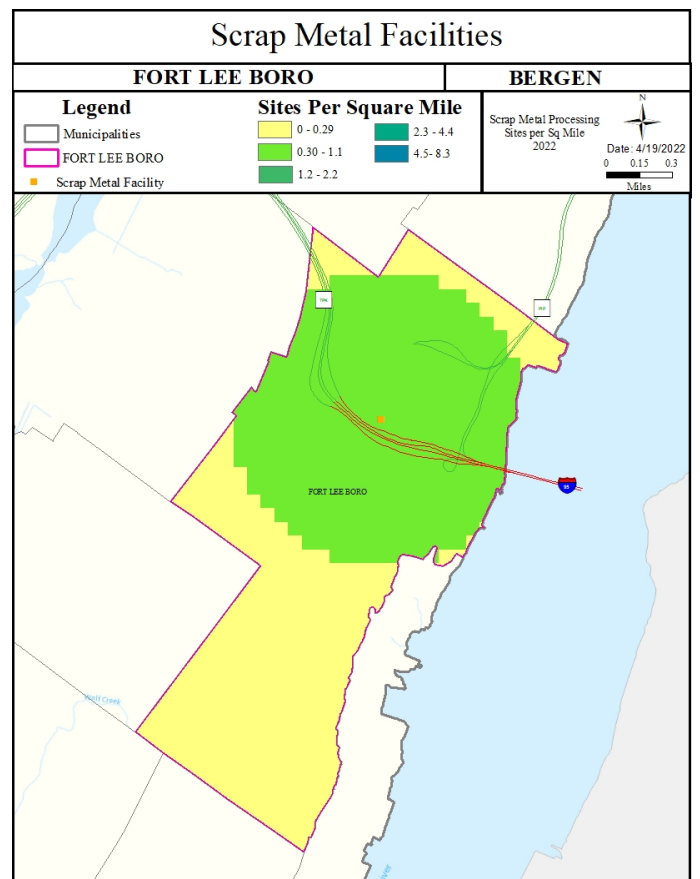 Scrap Metal Facilities
FORT LEE BORO
BERGEN
Legend
Municipalities
FORT LEE BORO
Scrap Metal Facility
Sites Per Square Mile
0 - 0.29
0.30 - 1.1
1.2 - 2.2
2.3 - 4.4
4.5- 8.3
Scrap Metal Processing
Sites per Sq Mile
2022
N
Date: 4/19/2022
0 0.15 0.3
Miles
FORT LEE BORO
95
Wolf Creek